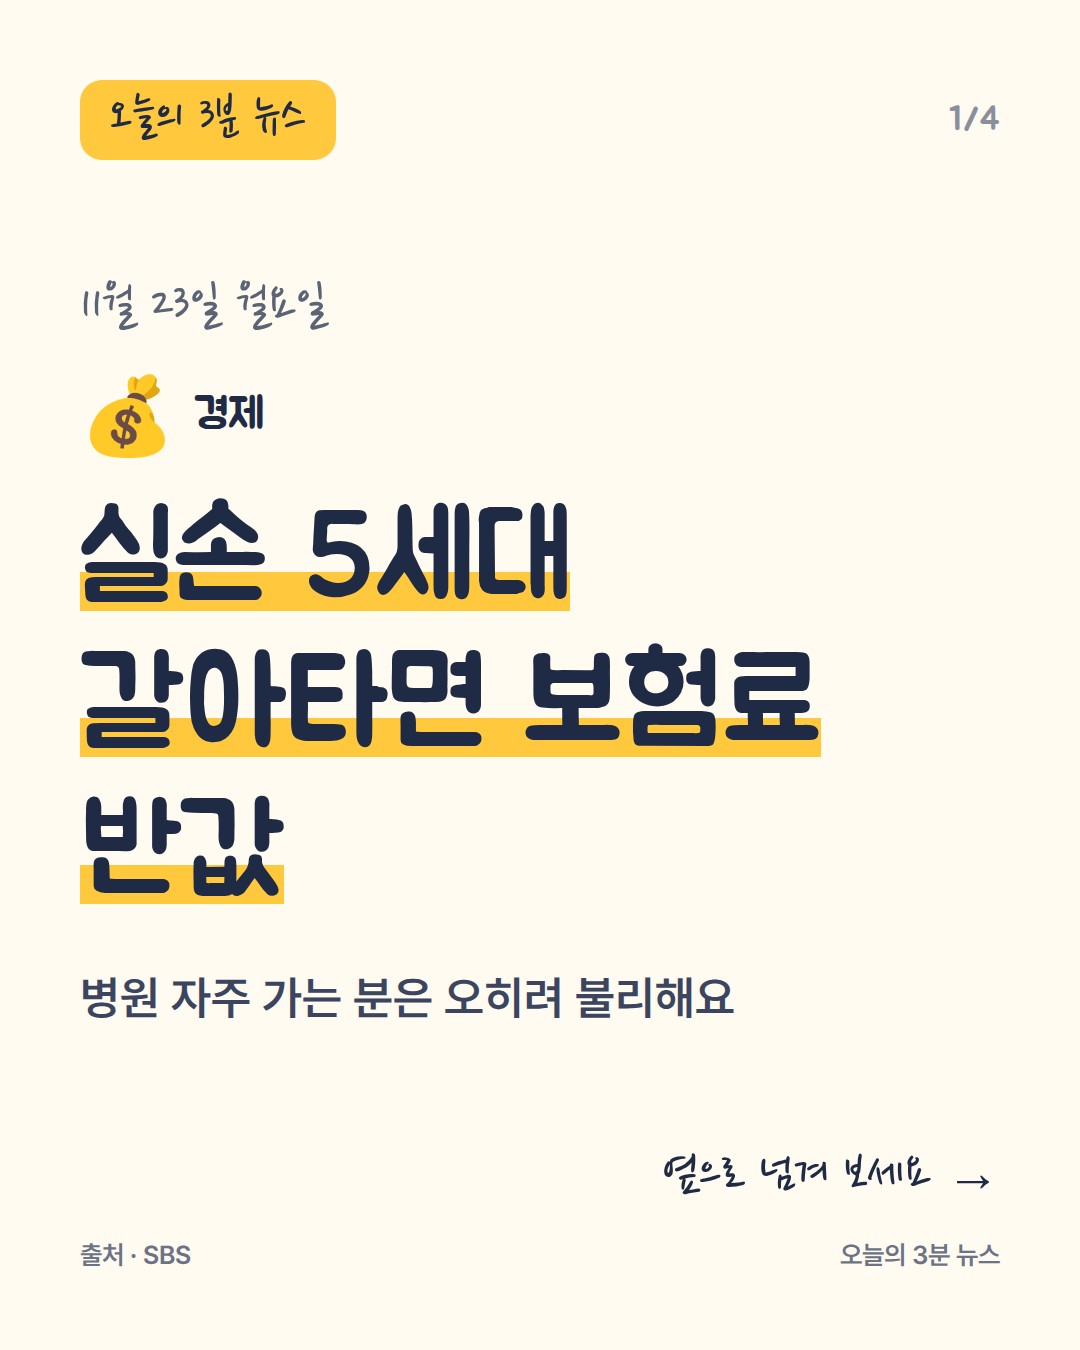 오늘의 3분 뉴스
1/4
11월 23일 월요일
경제
실손 5세대
갈아타면 보험료
반값
병원 자주 가는 분은 오히려 불리해요
옆으로 넘겨 보세요 →
출처 · SBS
오늘의 3분 뉴스